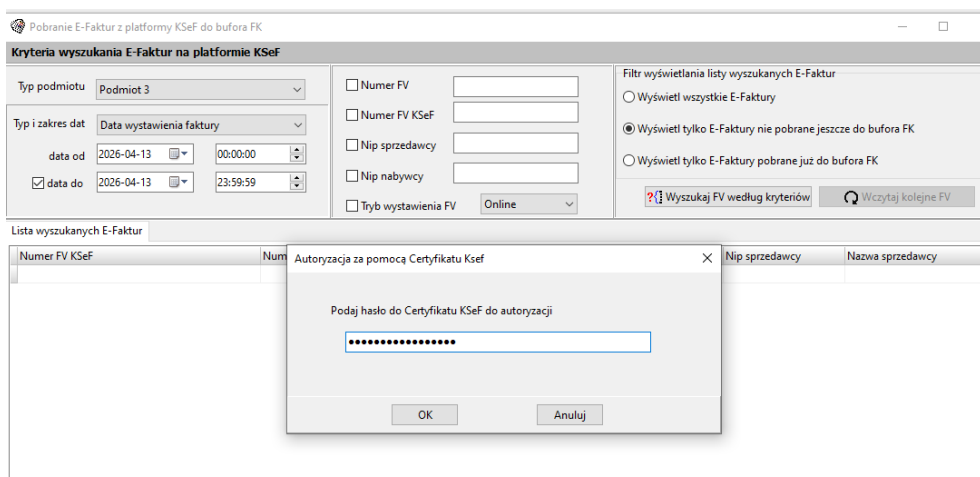 Pobranie E-Faktur z platformy KSeF do bufora FK
Kryteria wyszukania E-Faktur na platformie KSeF
Typ podmiotu Podmiot 3
Typ i zakres dat Data wystawienia faktury
data od 2026-04-13 00:00:00
data do 2026-04-13 23:59:59
Numer FV
Numer FV KSeF
Nip sprzedawcy
Nip nabywcy
Tryb wystawienia FV Online
Filtr wyświetlania listy wyszukanych E-Faktur
Wyświetl wszystkie E-Faktury
Wyświetl tylko E-Faktury nie pobrane jeszcze do bufora FK
Wyświetl tylko E-Faktury pobrane już do bufora FK
?{ Wyszukaj FV według kryteriów Wczytaj kolejne FV
Lista wyszukanych E-Faktur
Numer FV KSeF Num Nip sprzedawcy Nazwa sprzedawcy
Autoryzacja za pomocą Certyfikatu Ksef
Podaj hasło do Certyfikatu KSeF do autoryzacji
•••••••••••••••••
OK Anuluj